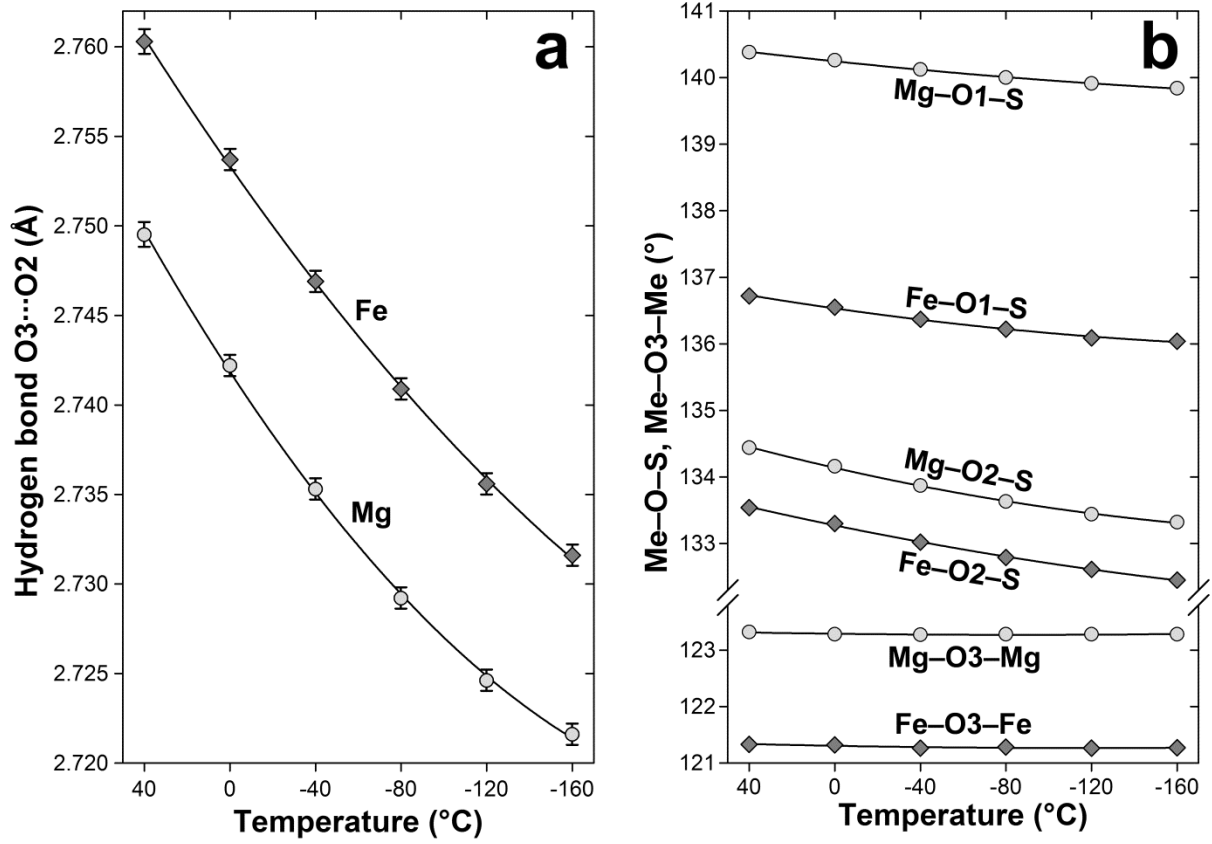 a
Hydrogen bond O3···O2 (Å)
2.760
2.755
2.750
2.745
2.740
2.735
2.730
2.725
2.720
Fe
Mg
40 0 -40 -80 -120 -160
Temperature (°C)
b
Me–O–S, Me–O3–Me (°)
141
140
139
138
137
136
135
134
133
123
121
Mg–O1–S
Fe–O1–S
Mg–O2–S
Fe–O2–S
Mg–O3–Mg
Fe–O3–Fe
40 0 -40 -80 -120 -160
Temperature (°C)